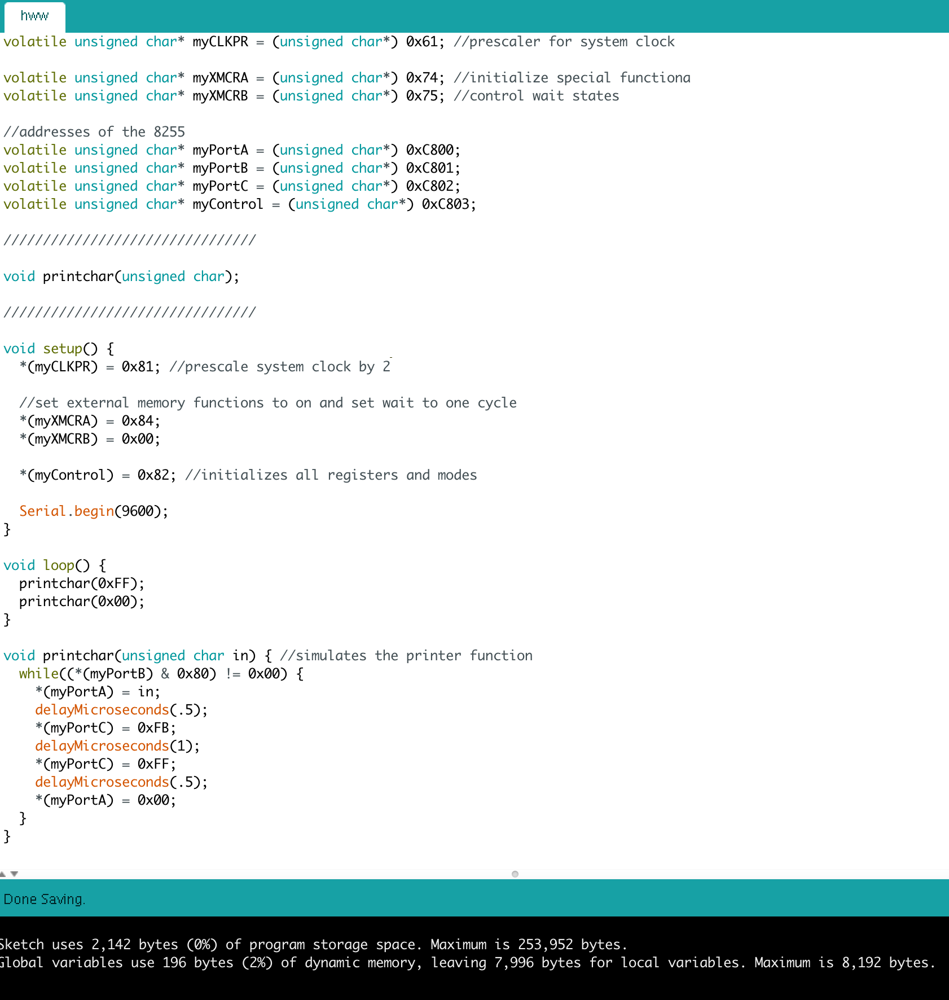 hww
volatile unsigned char* myCLKPR = (unsigned char*) 0x61; //prescaler for system clock
volatile unsigned char* myXMCRA = (unsigned char*) 0x74; //initialize special functiona
volatile unsigned char* myXMCRB = (unsigned char*) 0x75; //control wait states
//addresses of the 8255
volatile unsigned char* myPortA = (unsigned char*) 0xC800;
volatile unsigned char* myPortB = (unsigned char*) 0xC801;
volatile unsigned char* myPortC = (unsigned char*) 0xC802;
volatile unsigned char* myControl = (unsigned char*) 0xC803;
////////////////////////////////
void printchar(unsigned char);
////////////////////////////////
void setup() {
  *(myCLKPR) = 0x81; //prescale system clock by 2
  //set external memory functions to on and set wait to one cycle
  *(myXMCRA) = 0x84;
  *(myXMCRB) = 0x00;
  *(myControl) = 0x82; //initializes all registers and modes
  Serial.begin(9600);
}
void loop() {
  printchar(0xFF);
  printchar(0x00);
}
void printchar(unsigned char in) { //simulates the printer function
  while((*(myPortB) & 0x80) != 0x00) {
    *(myPortA) = in;
    delayMicroseconds(.5);
    *(myPortC) = 0xFB;
    delayMicroseconds(1);
    *(myPortC) = 0xFF;
    delayMicroseconds(.5);
    *(myPortA) = 0x00;
  }
}
Done Saving.
Sketch uses 2,142 bytes (0%) of program storage space. Maximum is 253,952 bytes.
Global variables use 196 bytes (2%) of dynamic memory, leaving 7,996 bytes for local variables. Maximum is 8,192 bytes.